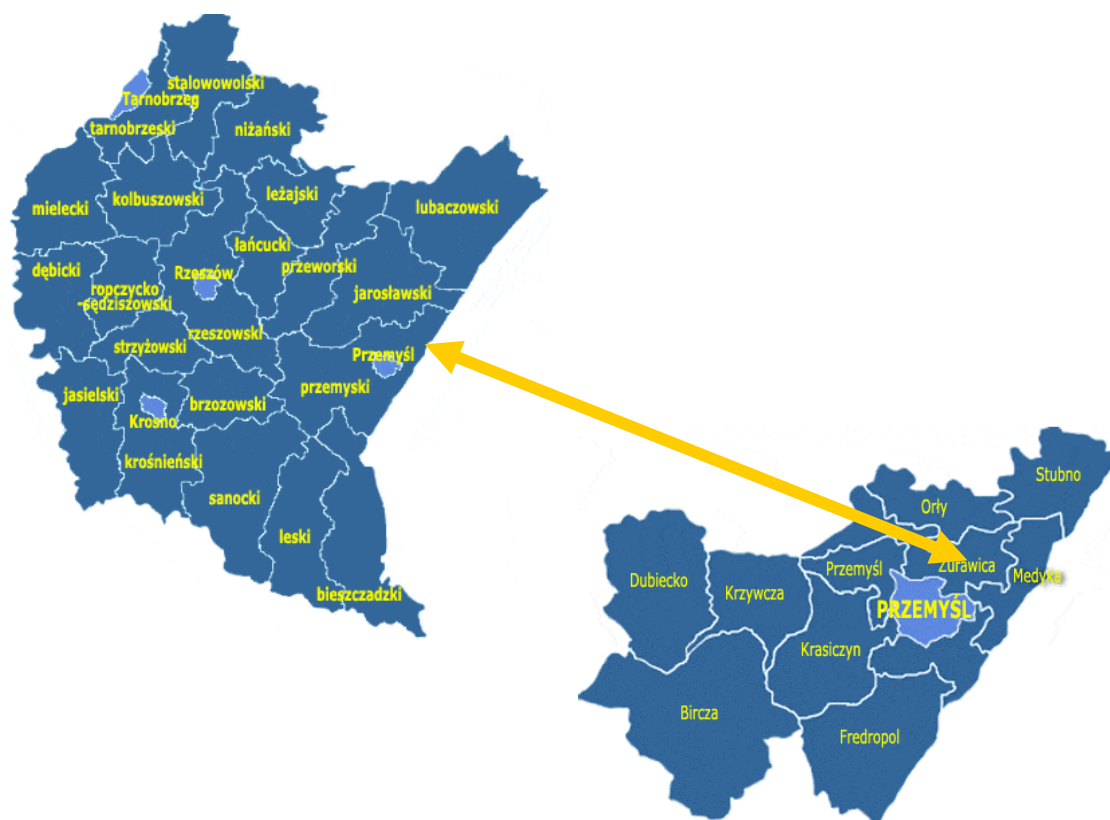 stalowowolski
Tarnobrzeg
tarnobrzeski
niżański
mielecki
kolbuszowski
leżajski
lubaczowski
dębicki
ropczycko
-sędziszowski
Rzeszów
łańcucki
przeworski
jarosławski
strzyżowski
rzeszowski
Przemyśl
przemyski
jasielski
Krosno
brzozowski
krośnieński
sanocki
leski
bieszczadzki
Stubno
Orły
Dubiecko
Krzywcza
Przemyśl
Żurawica
Medyka
PRZEMYŚL
Krasiczyn
Bircza
Fredropol